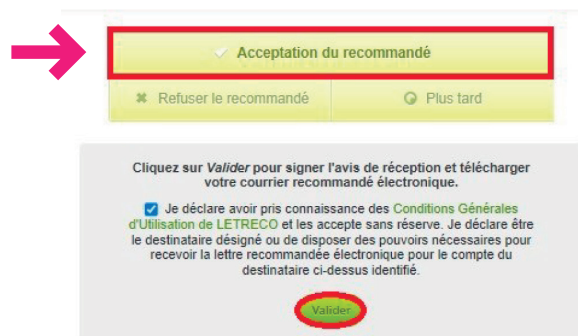 Acceptation du recommandé
Refuser le recommandé
Plus tard
Cliquez sur Valider pour signer l'avis de réception et télécharger
votre courrier recommandé électronique.
Je déclare avoir pris connaissance des Conditions Générales
d'Utilisation de LETRECO et les accepte sans réserve. Je déclare être
le destinataire désigné ou de disposer des pouvoirs nécessaires pour
recevoir la lettre recommandée électronique pour le compte du
destinataire ci-dessus identifié.
Valider